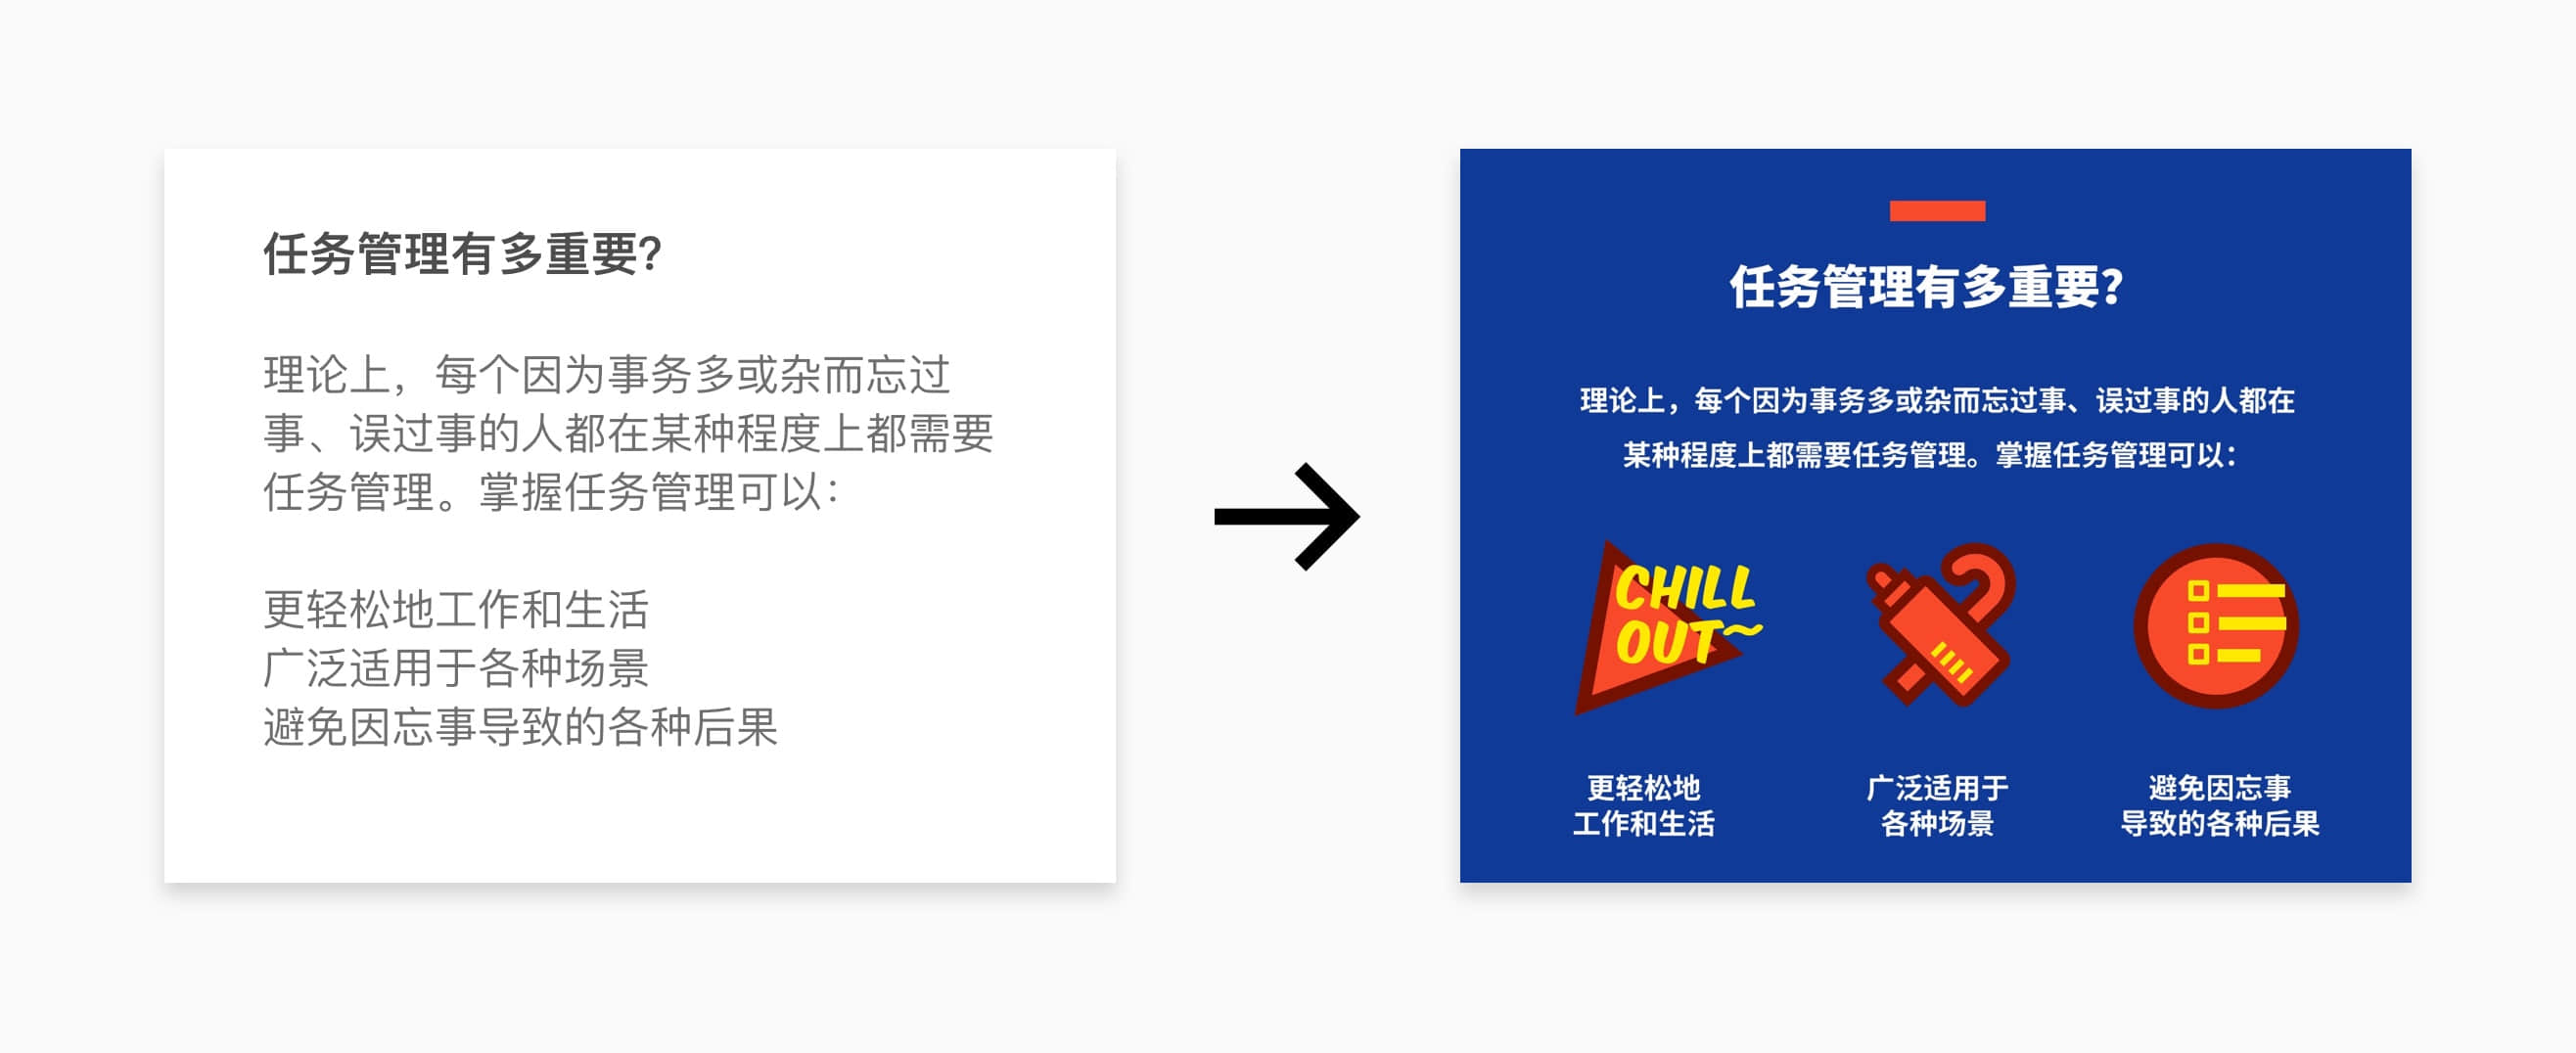 任务管理有多重要?
理论上，每个因为事务多或杂而忘过
事、误过事的人都在某种程度上都需要
任务管理。掌握任务管理可以：
更轻松地工作和生活
广泛适用于各种场景
避免因忘事导致的各种后果
任务管理有多重要?
理论上，每个因为事务多或杂而忘过事、误过事的人都在
某种程度上都需要任务管理。掌握任务管理可以：
CHILL
OUT~
更轻松地
工作和生活
广泛适用于
各种场景
避免因忘事
导致的各种后果